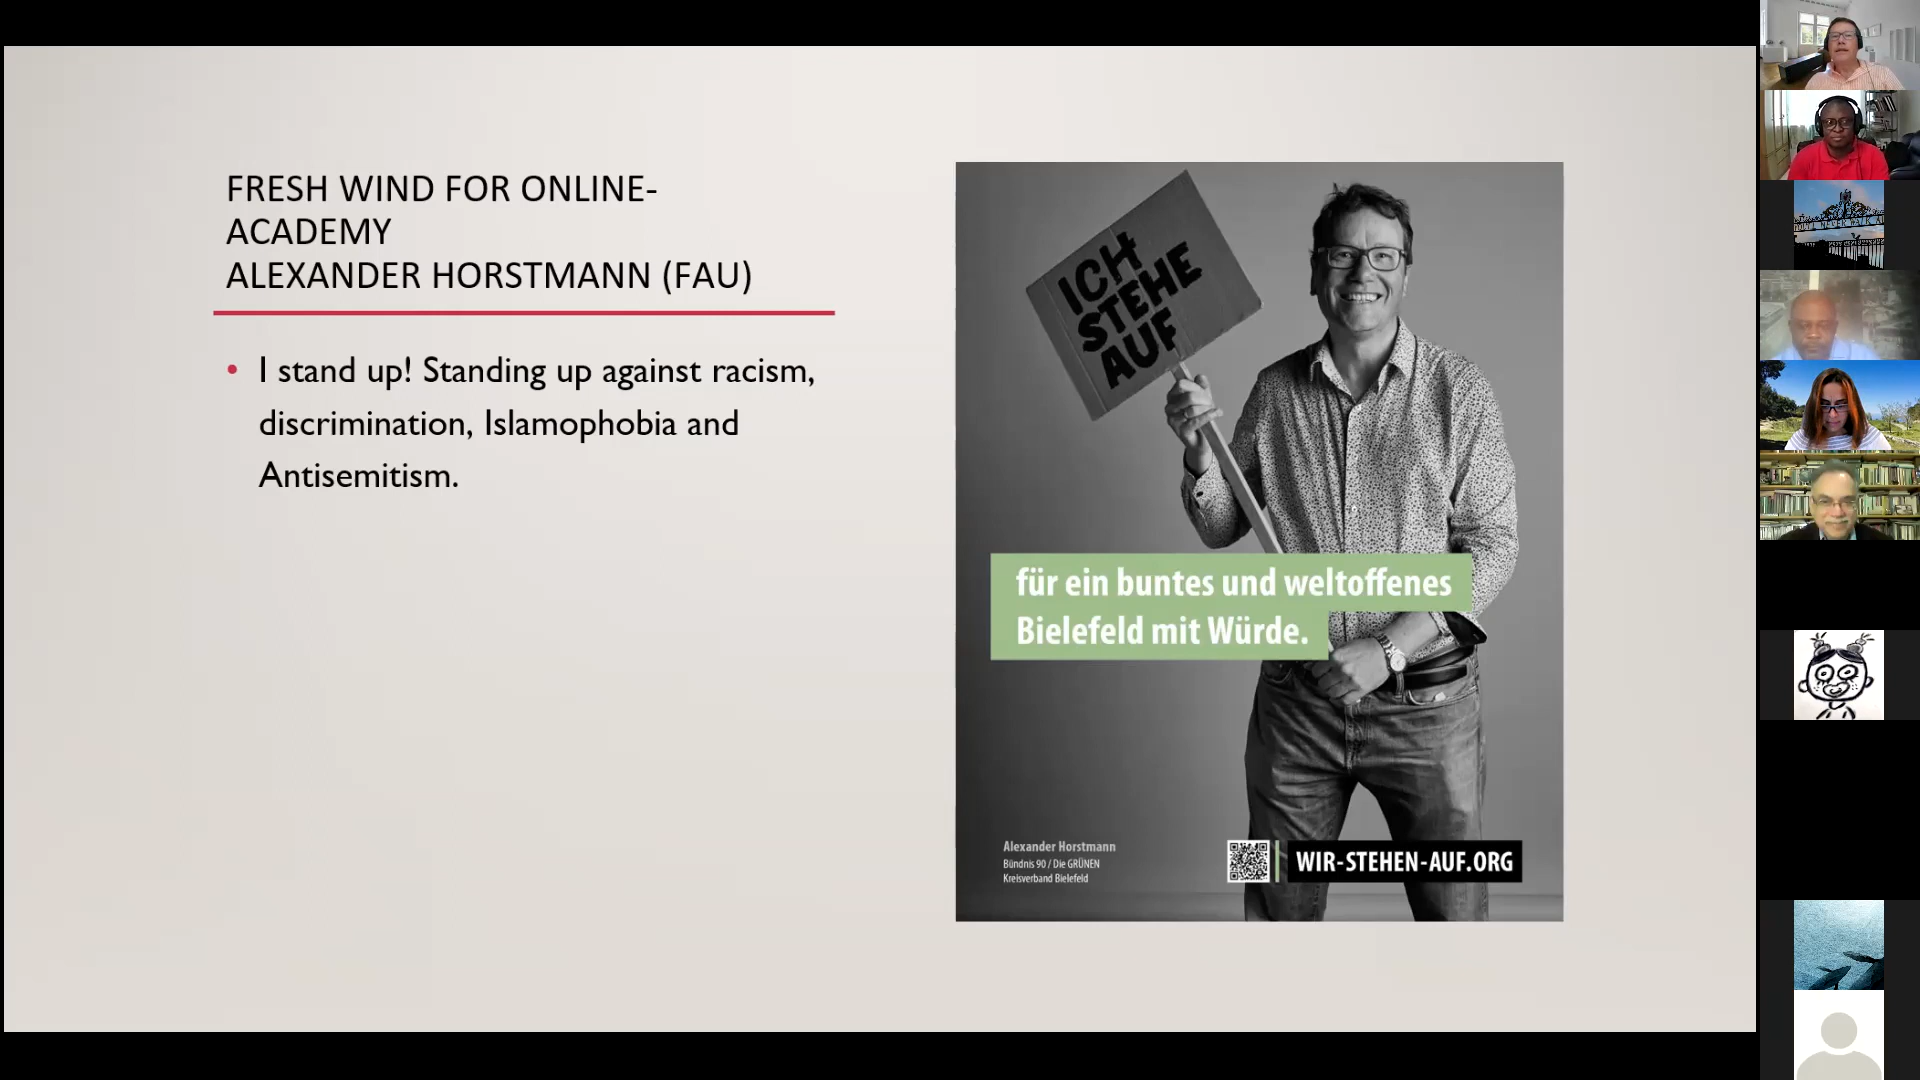 FRESH WIND FOR ONLINE-
ACADEMY
ALEXANDER HORSTMANN (FAU)
• I stand up! Standing up against racism,
discrimination, Islamophobia and
Antisemitism.
ICH
STEHE
AUF
für ein buntes und weltoffenes
Bielefeld mit Würde.
Alexander Horstmann
Bündnis 90 / Die GRÜNEN
Kreisverband Bielefeld
WIR-STEHEN-AUF.ORG